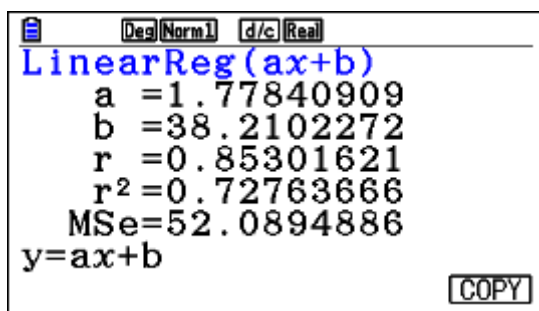 Deg Norm1 d/c Real
LinearReg(ax+b)
a =1.77840909
b =38.2102272
r =0.85301621
r²=0.72763666
MSe=52.0894886
y=ax+b
COPY